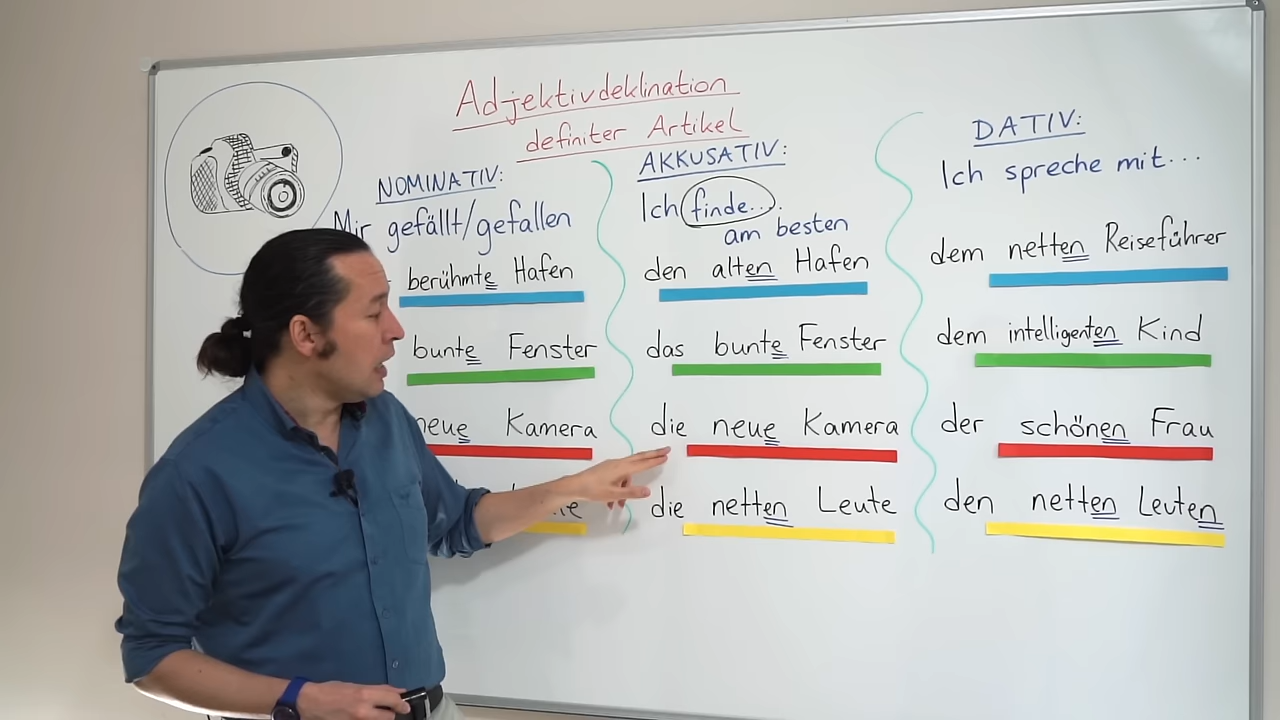 Adjektivdeklination
definiter Artikel
NOMINATIV:
Mir gefällt/gefallen
berühmte Hafen
bunte Fenster
neue Kamera
AKKUSATIV:
Ich finde...
am besten
den alten Hafen
das bunte Fenster
die neue Kamera
die netten Leute
DATIV:
Ich spreche mit...
dem netten Reiseführer
dem intelligenten Kind
der schönen Frau
den netten Leuten